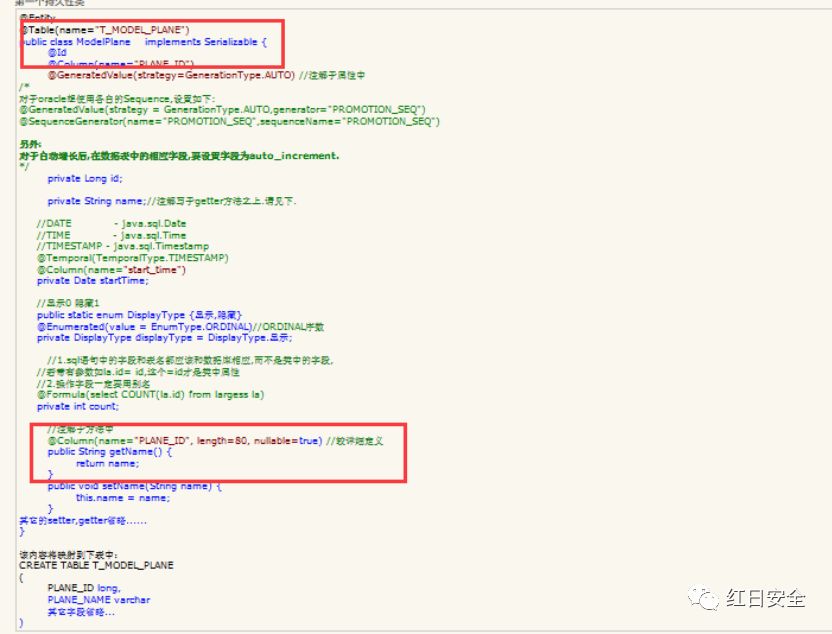 第一个持久性类
@Entity
@Table(name="T_MODEL_PLANE")
public class ModelPlane implements Serializable {
@Id
@Column(name="PLANE_ID")
@GeneratedValue(strategy=GenerationType.AUTO) //注解于属性中
/*
对于oracle想使用各自的Sequence,设置如下:
@GeneratedValue(strategy = GenerationType.AUTO,generator="PROMOTION_SEQ")
@SequenceGenerator(name="PROMOTION_SEQ",sequenceName="PROMOTION_SEQ")
另外:
对于自动增长后,在数据表中的相应字段,要设置字段为auto_increment.
*/
private Long id;
private String name;//注解写于getter方法之上.请见下.
//DATE - java.sql.Date
//TIME - java.sql.Time
//TIMESTAMP - java.sql.Timestamp
@Temporal(TemporalType.TIMESTAMP)
@Column(name="start_time")
private Date startTime;
//显示0 隐藏1
public static enum DisplayType {显示,隐藏}
@Enumerated(value = EnumType.ORDINAL)//ORDINAL序数
private DisplayType displayType = DisplayType.显示;
//1.sql语句中的字段和表名都应该和数据库相应,而不是类中的字段,
//若带有参数如la.id= id,这个=id才是类中属性
//2.操作字段一定要用别名
@Formula(select COUNT(la.id) from largess la)
private int count;
//注解于方法中
@Column(name="PLANE_ID", length=80, nullable=true) //较详细定义
public String getName() {
return name;
}
public void setName(String name) {
this.name = name;
}
其它的setter,getter省略......
}
该内容将映射到下表中:
CREATE TABLE T_MODEL_PLANE
{
PLANE_ID long,
PLANE_NAME varchar
其它字段省略...
}
红日安全